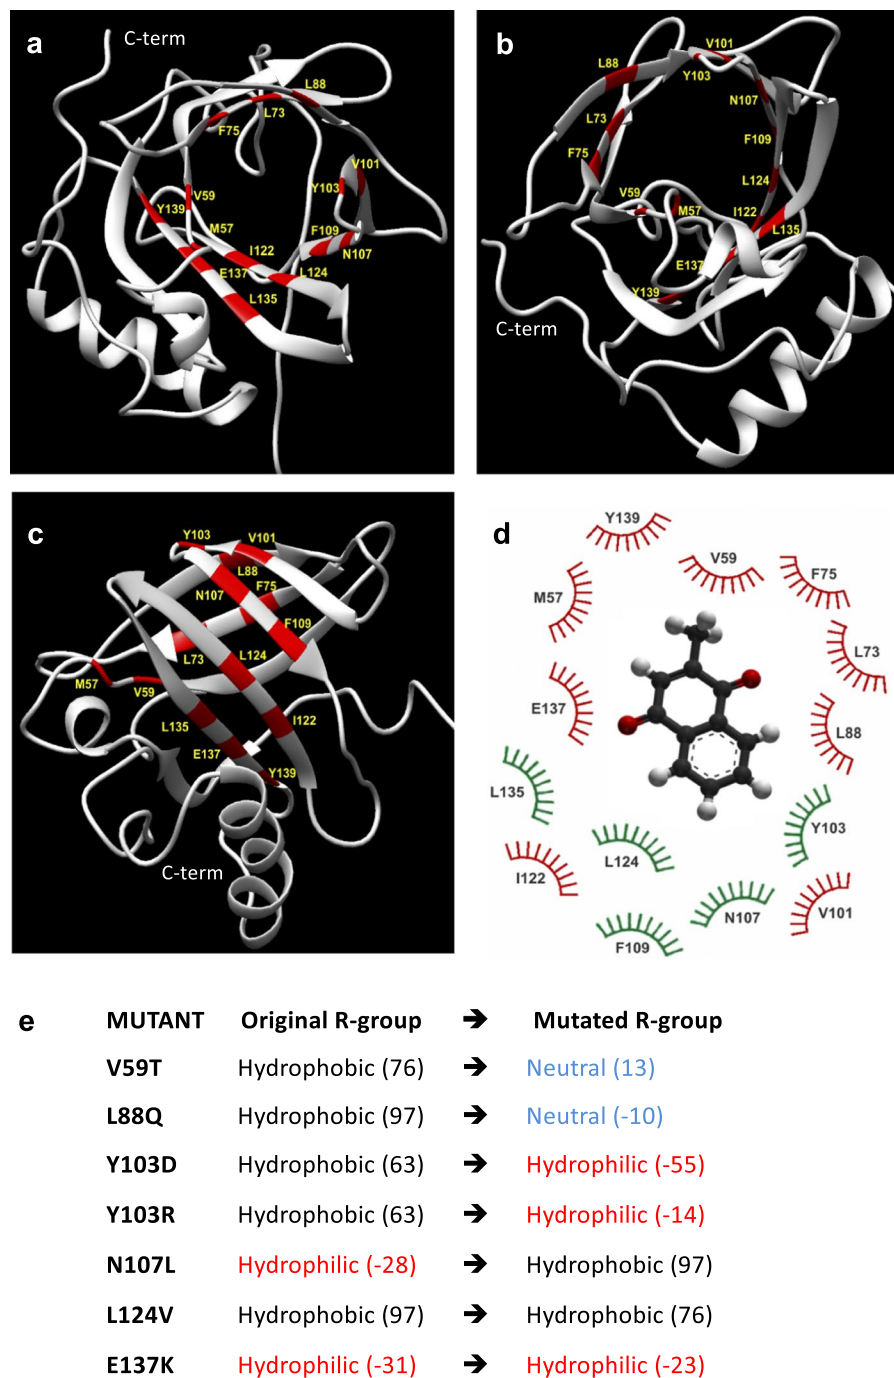 a
C-term
L88
L73
F75
V101
Y103
V59
Y139
M57
F109
I122
N107
E137
L124
L135
b
V101
L88
Y103
N107
L73
F109
F75
L124
V59
M57
I122
L135
E137
Y139
C-term
c
Y103
V101
L88
F75
N107
F109
L73
L124
M57
V59
L135
I122
E137
Y139
C-term
d
Y139
V59
F75
M57
L73
E137
L88
L135
Y103
L124
I122
N107
V101
F109
e
MUTANT Original R-group ➔ Mutated R-group
V59T Hydrophobic (76) ➔ Neutral (13)
L88Q Hydrophobic (97) ➔ Neutral (-10)
Y103D Hydrophobic (63) ➔ Hydrophilic (-55)
Y103R Hydrophobic (63) ➔ Hydrophilic (-14)
N107L Hydrophilic (-28) ➔ Hydrophobic (97)
L124V Hydrophobic (97) ➔ Hydrophobic (76)
E137K Hydrophilic (-31) ➔ Hydrophilic (-23)